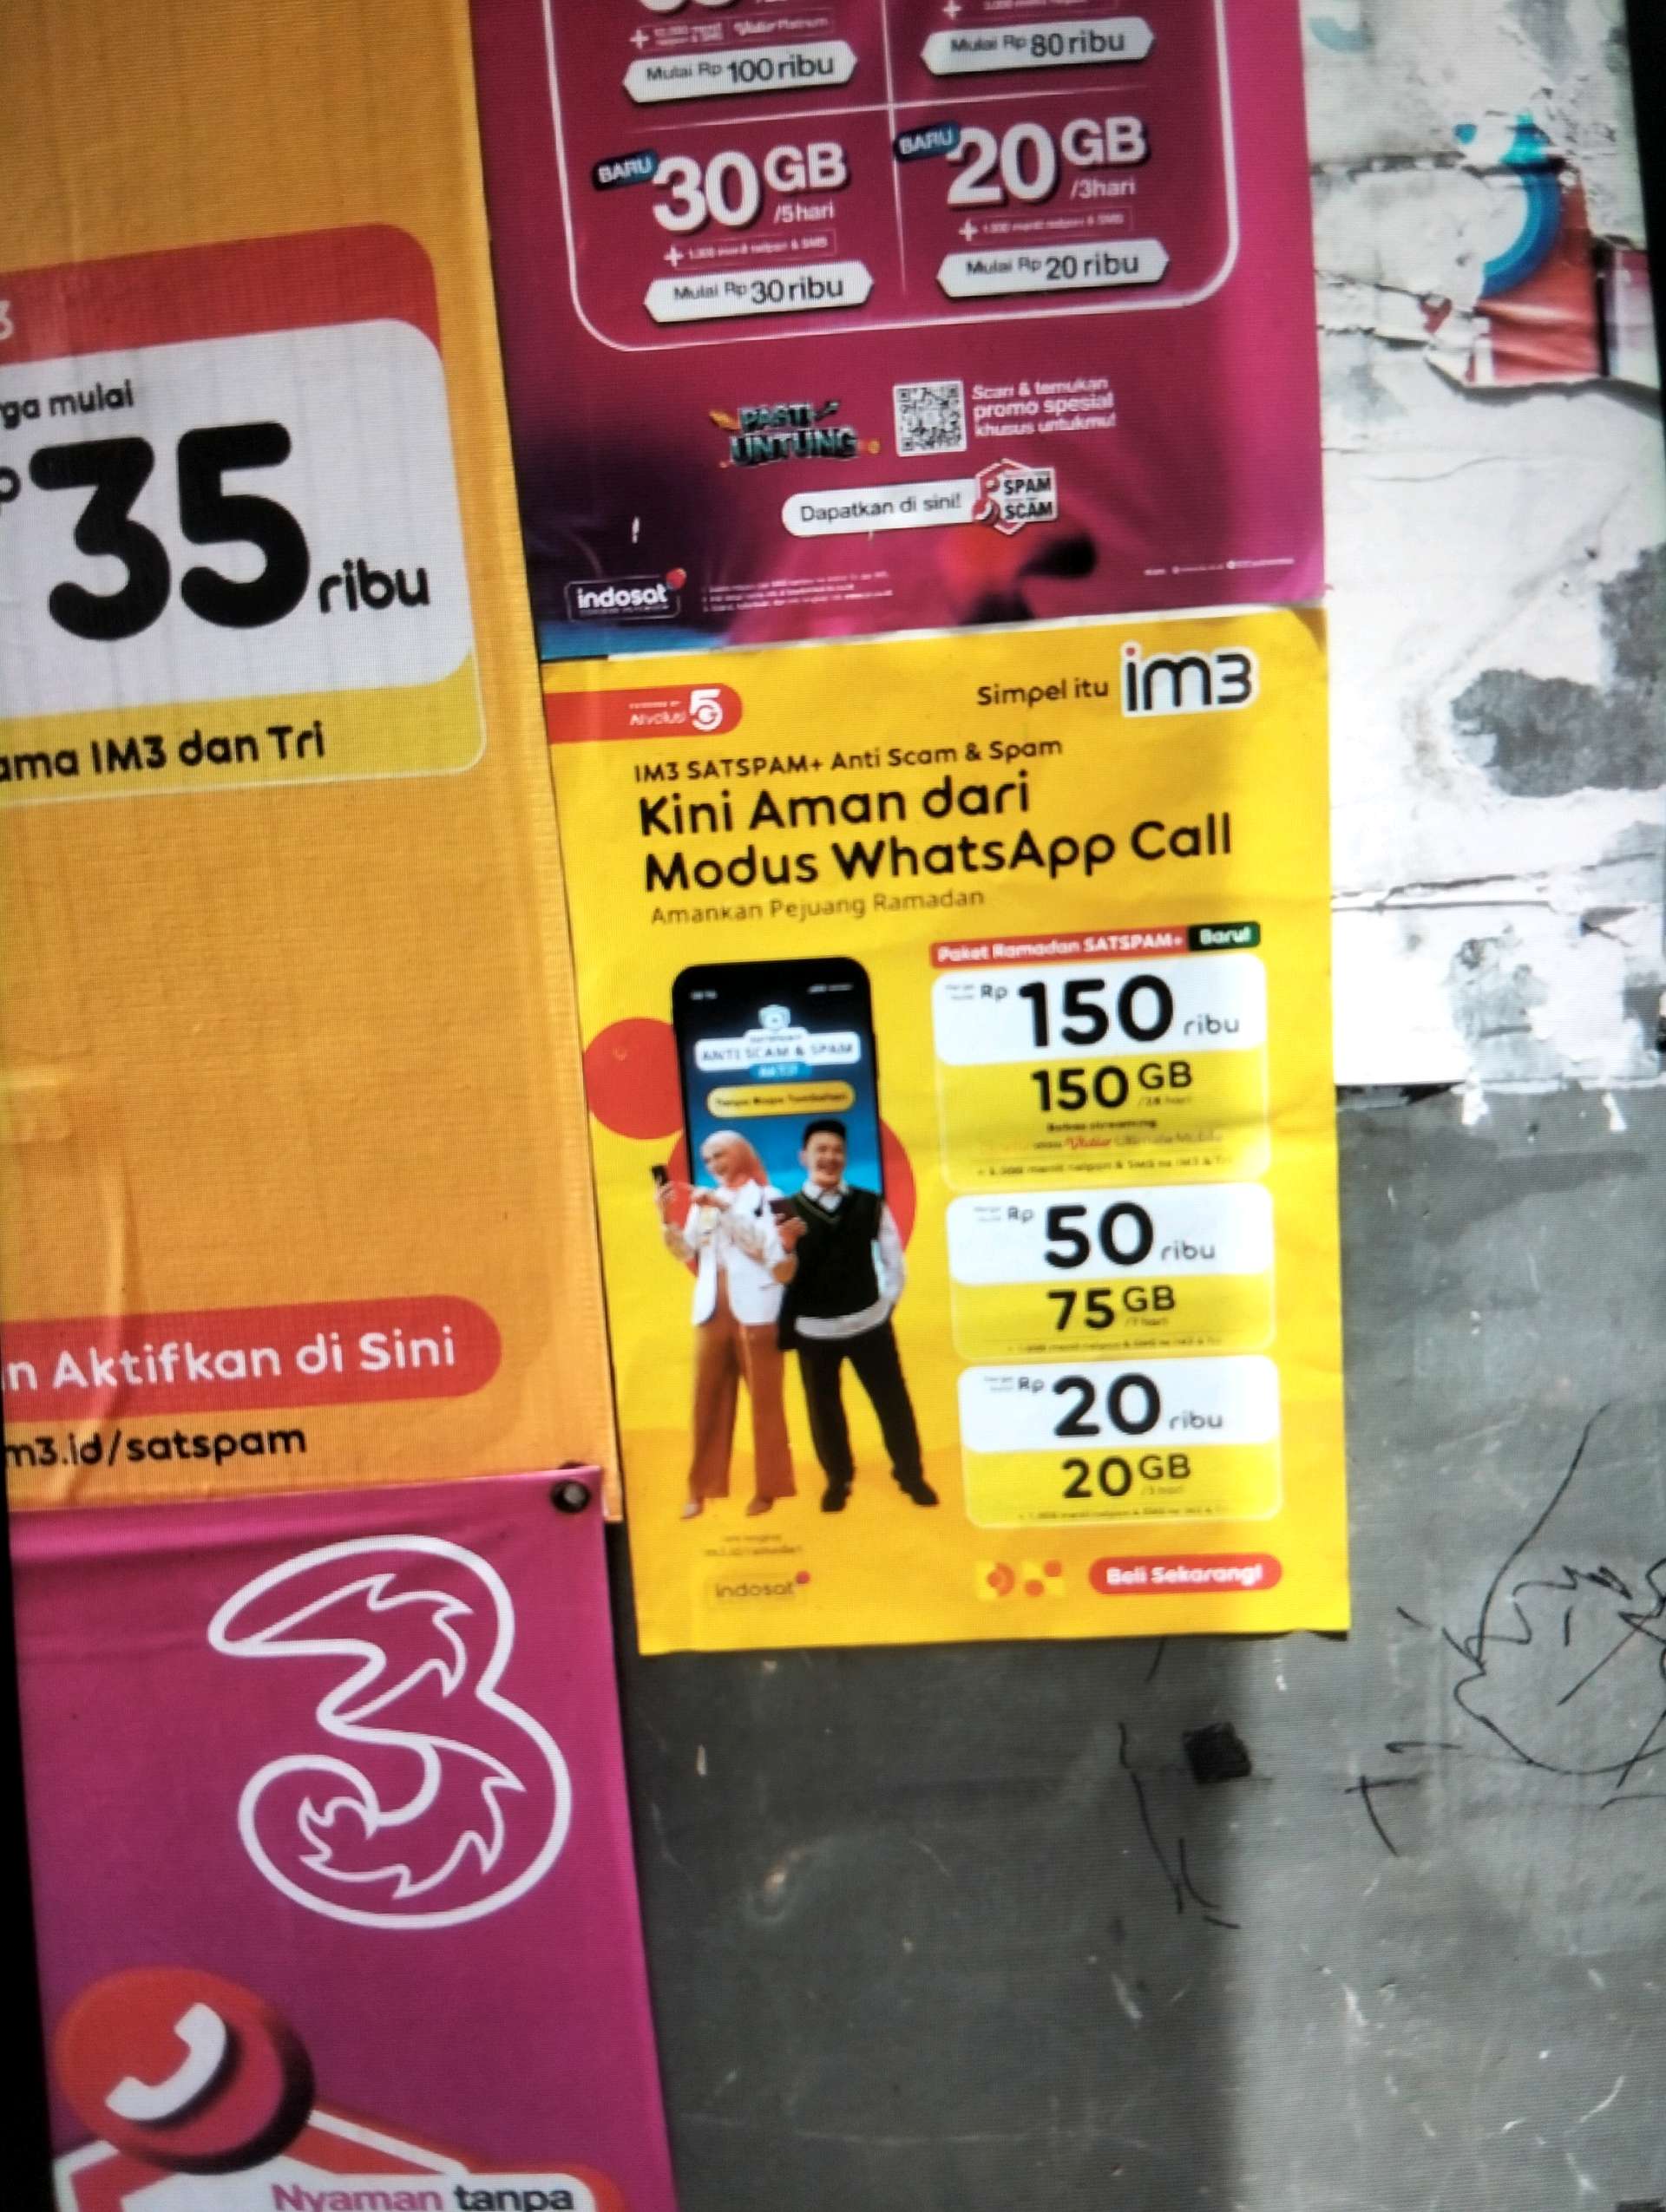 Mulai Rp 100 ribu
Mulai Rp 80 ribu
BARU 30 GB /5hari
Mulai Rp 30 ribu
BARU 20 GB /3hari
Mulai Rp 20 ribu
PASTI UNTUNG
Scan & temukan
promo spesial
khusus untukmu!
Dapatkan di sini!
SPAM
SCAM
indosat
ga mulai
35 ribu
ama IM3 dan Tri
n Aktifkan di Sini
m3.id/satspam
5G
Simpel itu im3
IM3 SATSPAM+ Anti Scam & Spam
Kini Aman dari
Modus WhatsApp Call
Amankan Pejuang Ramadan
ANTI SCAM & SPAM
AKTIF
Tanpa Biaya Tambahan
Paket Ramadan SATSPAM+ Baru!
Rp 150 ribu
150 GB
Rp 50 ribu
75 GB
Rp 20 ribu
20 GB
indosat
Beli Sekarang!
3
Nyaman tanpa